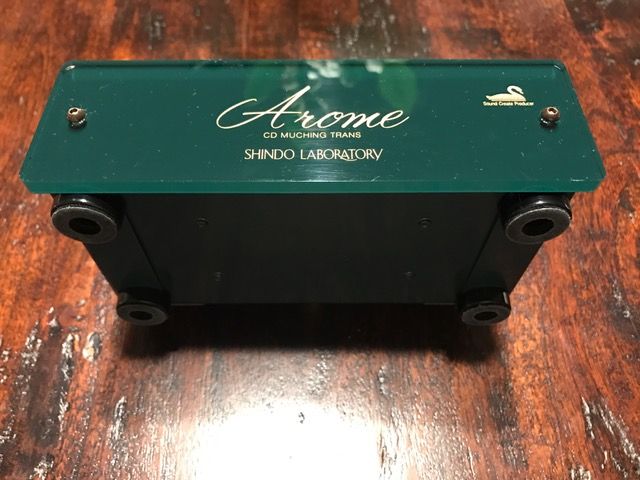 Arome
CD MUCHING TRANS
SHINDO LABORATORY
Sound Create Producer